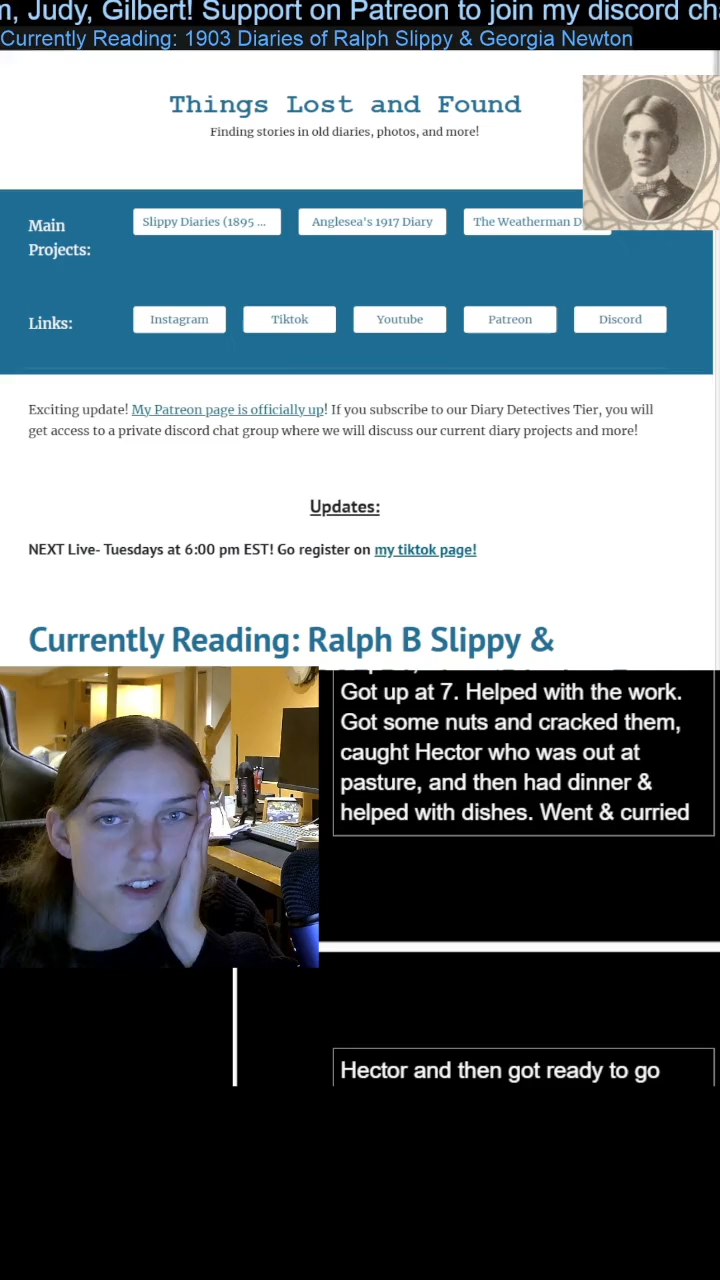 m, Judy, Gilbert! Support on Patreon to join my discord cha
Currently Reading: 1903 Diaries of Ralph Slippy & Georgia Newton
Things Lost and Found
Finding stories in old diaries, photos, and more!
Main
Projects:
Slippy Diaries (1895 ...
Anglesea's 1917 Diary
The Weatherman D
Links:
Instagram
Tiktok
Youtube
Patreon
Discord
Exciting update! My Patreon page is officially up! If you subscribe to our Diary Detectives Tier, you will
get access to a private discord chat group where we will discuss our current diary projects and more!
Updates:
NEXT Live- Tuesdays at 6:00 pm EST! Go register on my tiktok page!
Currently Reading: Ralph B Slippy &
Got up at 7. Helped with the work.
Got some nuts and cracked them,
caught Hector who was out at
pasture, and then had dinner &
helped with dishes. Went & curried
Hector and then got ready to go